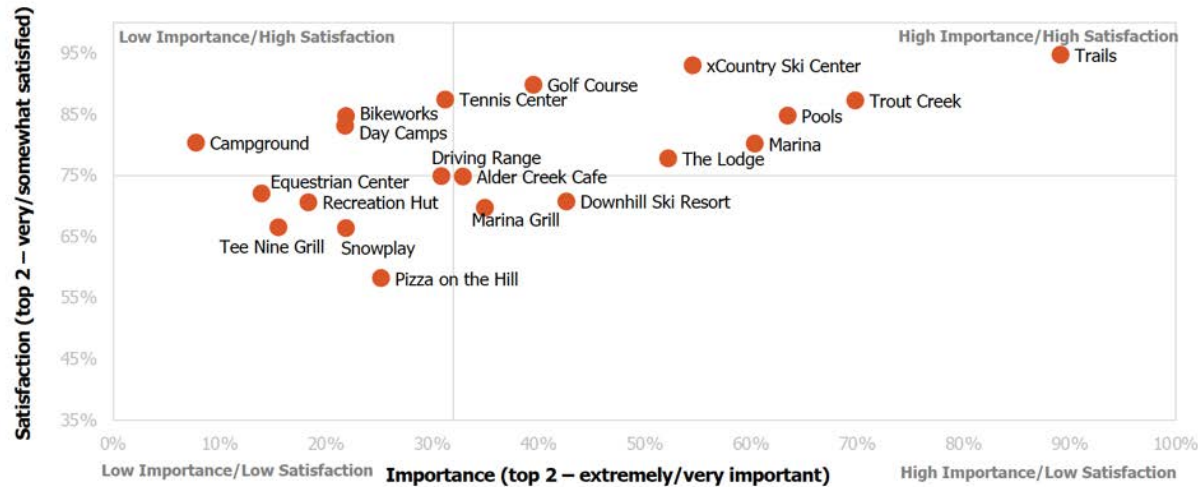 Low Importance/High Satisfaction
High Importance/High Satisfaction
95%
Trails
xCountry Ski Center
Golf Course
Tennis Center
Trout Creek
85%
Bikeworks
Pools
Day Camps
Campground
Marina
Driving Range
The Lodge
75%
Alder Creek Cafe
Equestrian Center
Recreation Hut
Downhill Ski Resort
Marina Grill
65%
Tee Nine Grill
Snowplay
Pizza on the Hill
55%
45%
35%
Satisfaction (top 2 – very/somewhat satisfied)
0%
10%
20%
30%
40%
50%
60%
70%
80%
90%
100%
Low Importance/Low Satisfaction
Importance (top 2 – extremely/very important)
High Importance/Low Satisfaction